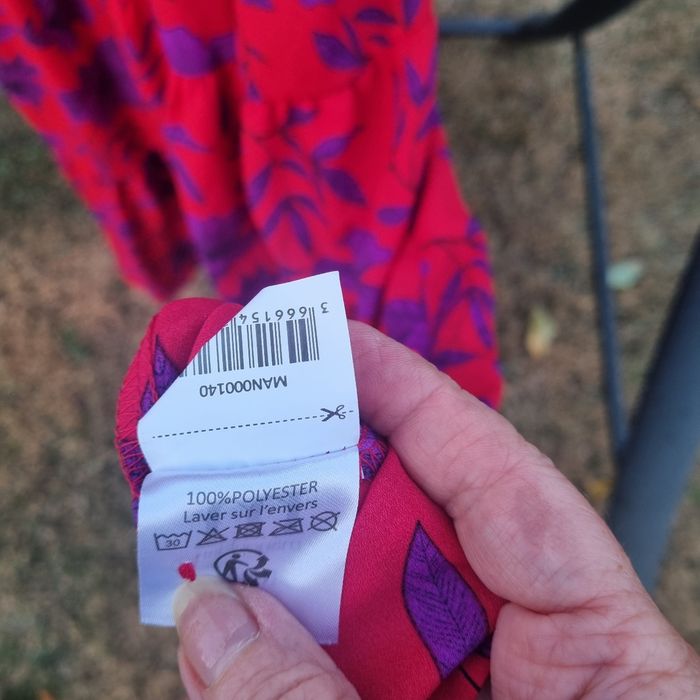 3 666154
MAN000140
100%POLYESTER
Laver sur l'envers
30